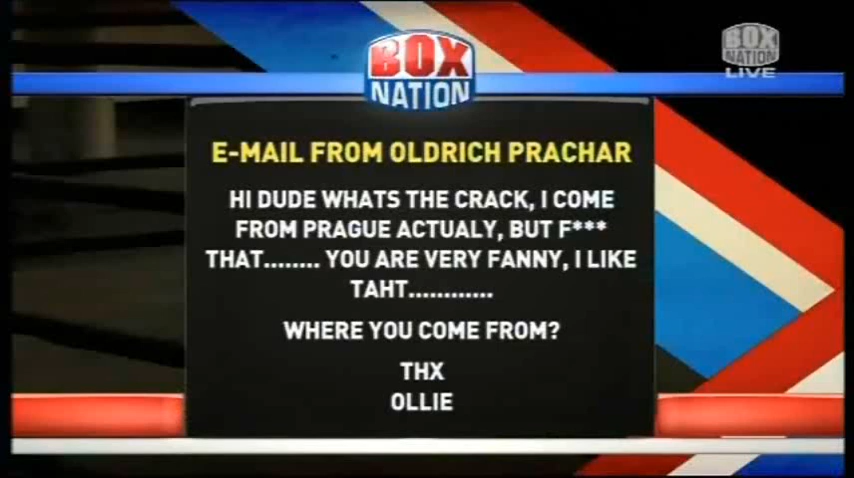 BOX
NATION
BOX
NATION
LIVE
E-MAIL FROM OLDRICH PRACHAR
HI DUDE WHATS THE CRACK, I COME
FROM PRAGUE ACTUALY, BUT F***
THAT........ YOU ARE VERY FANNY, I LIKE
TAHT............
WHERE YOU COME FROM?
THX
OLLIE